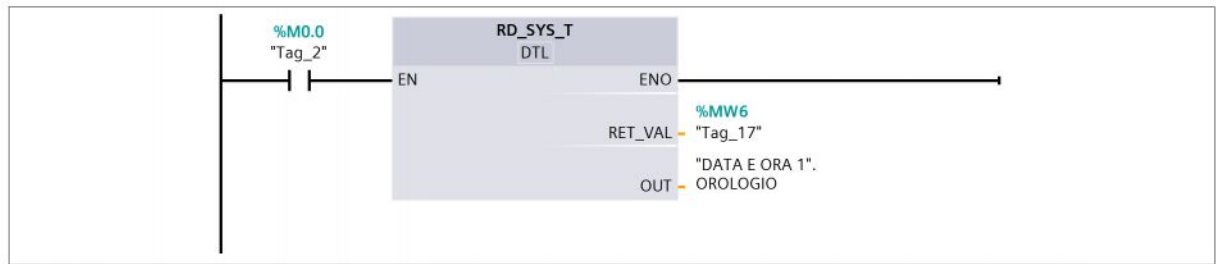 %M0.0
"Tag_2"
RD_SYS_T
DTL
EN
ENO
%MW6
RET_VAL
"Tag_17"
"DATA E ORA 1".
OUT
OROLOGIO